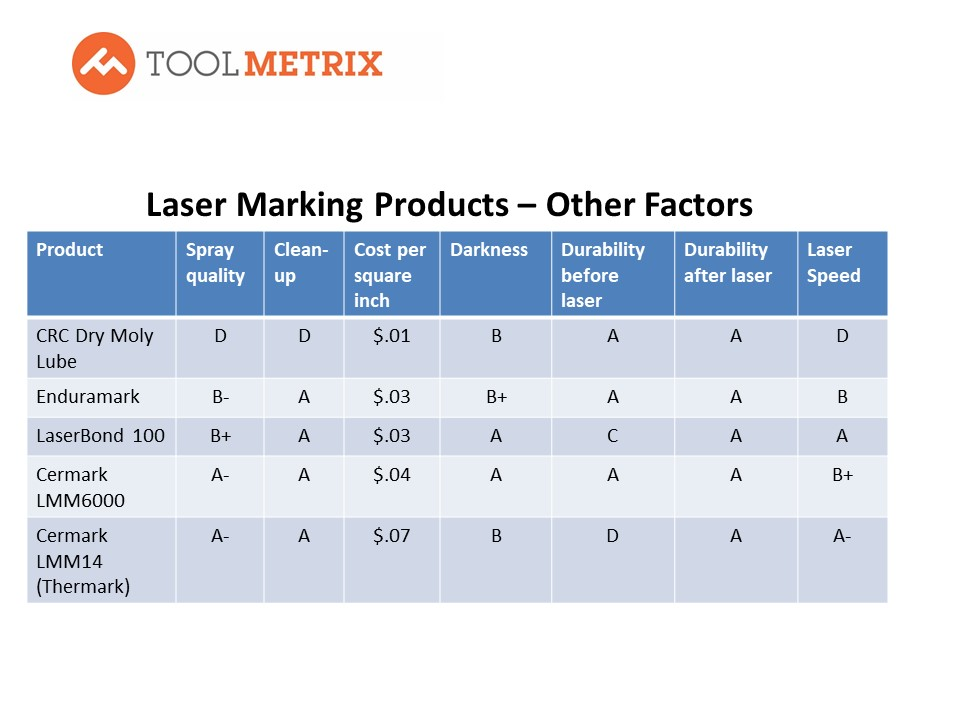 TOOLMETRIX
Laser Marking Products – Other Factors
Product Spray quality Clean-up Cost per square inch Darkness Durability before laser Durability after laser Laser Speed
CRC Dry Moly Lube D D $.01 B A A D
Enduramark B- A $.03 B+ A A B
LaserBond 100 B+ A $.03 A C A A
Cermark LMM6000 A- A $.04 A A A B+
Cermark LMM14 (Thermark) A- A $.07 B D A A-